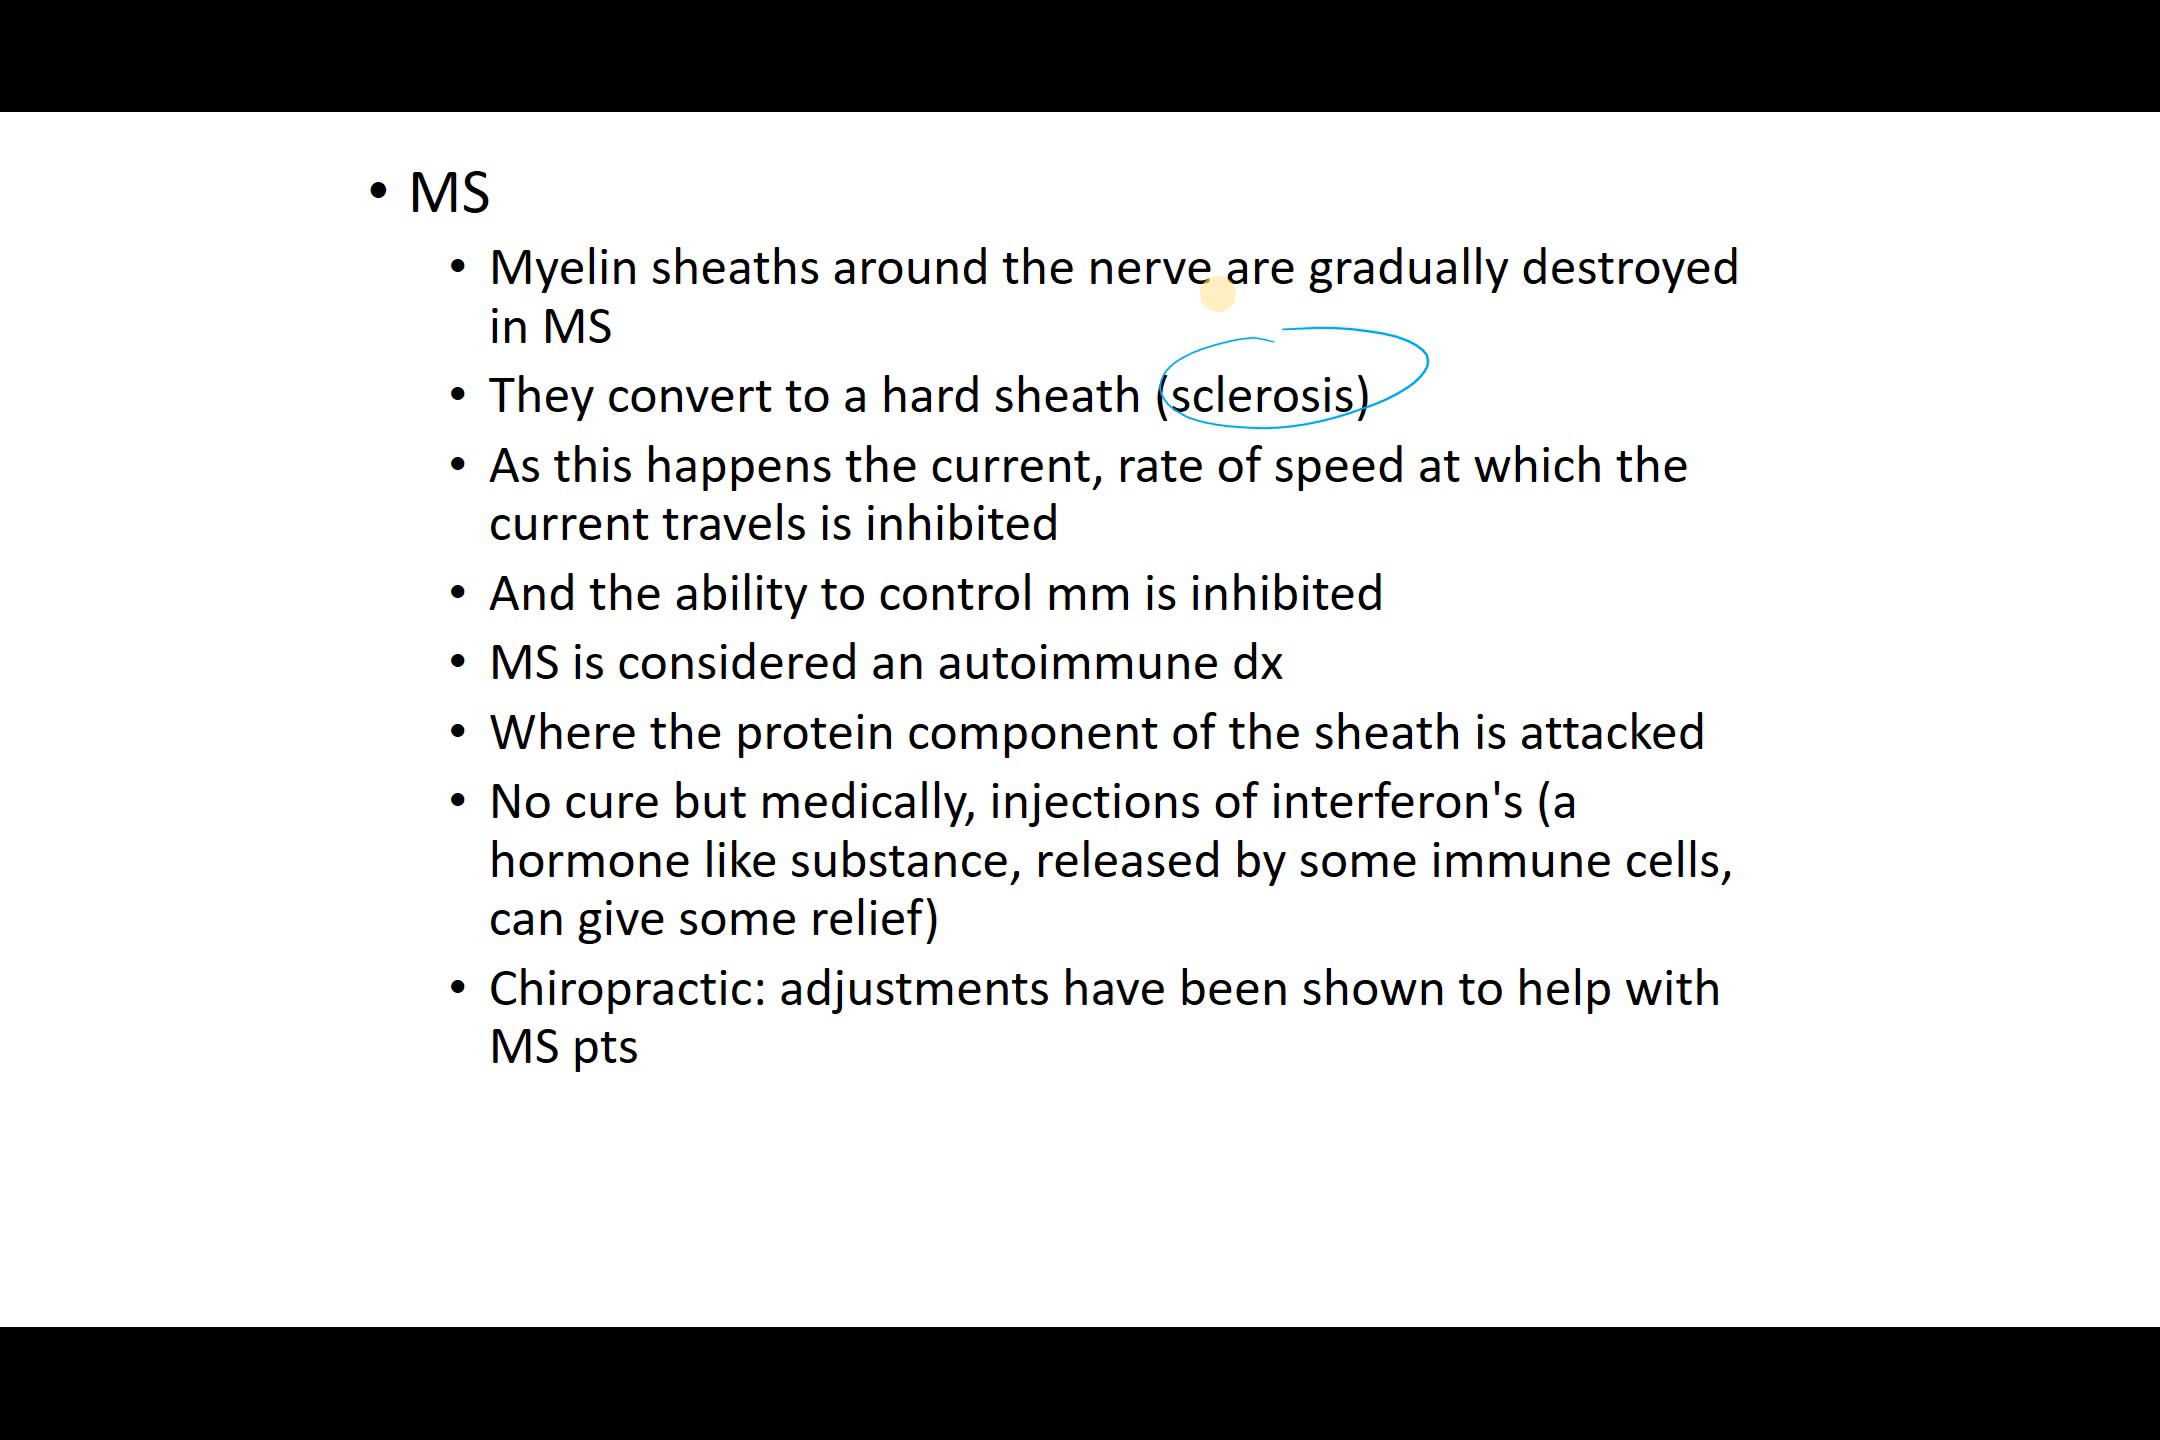 • MS
• Myelin sheaths around the nerve are gradually destroyed
in MS
• They convert to a hard sheath (sclerosis)
• As this happens the current, rate of speed at which the
current travels is inhibited
• And the ability to control mm is inhibited
• MS is considered an autoimmune dx
• Where the protein component of the sheath is attacked
• No cure but medically, injections of interferon's (a
hormone like substance, released by some immune cells,
can give some relief)
• Chiropractic: adjustments have been shown to help with
MS pts